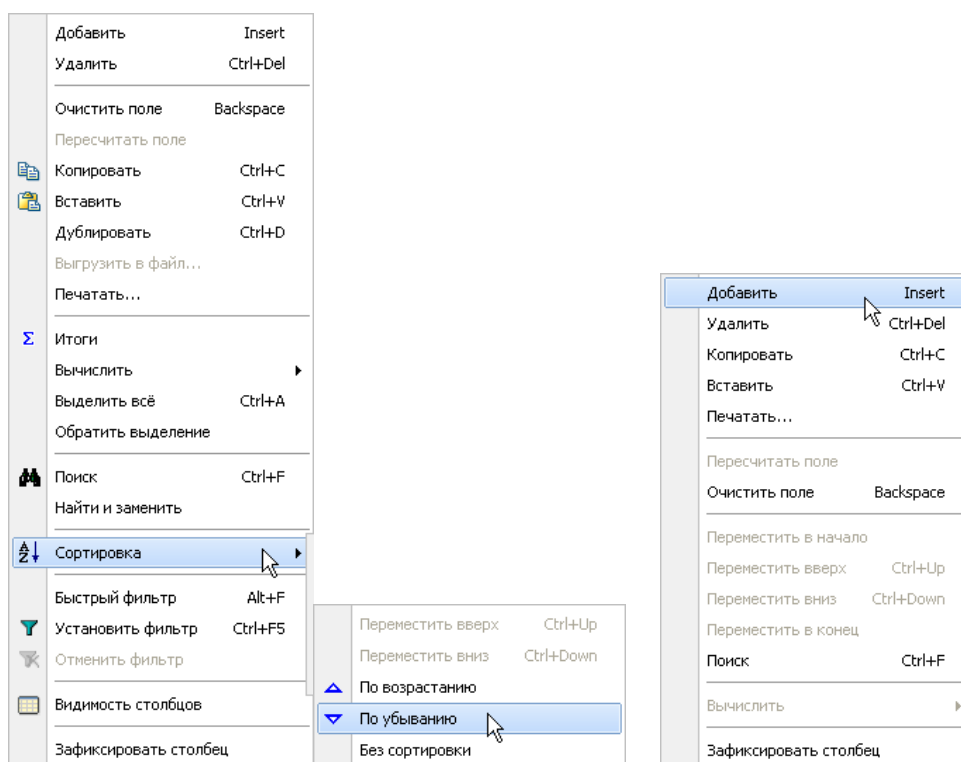 Добавить Insert
Удалить Ctrl+Del
Очистить поле Backspace
Пересчитать поле
Копировать Ctrl+C
Вставить Ctrl+V
Дублировать Ctrl+D
Выгрузить в файл...
Печатать...
Σ Итоги
Вычислить
Выделить всё Ctrl+A
Обратить выделение
Поиск Ctrl+F
Найти и заменить
AZ Сортировка
Быстрый фильтр Alt+F
Установить фильтр Ctrl+F5
Отменить фильтр
Видимость столбцов
Зафиксировать столбец
Переместить вверх Ctrl+Up
Переместить вниз Ctrl+Down
По возрастанию
По убыванию
Без сортировки
Добавить Insert
Удалить Ctrl+Del
Копировать Ctrl+C
Вставить Ctrl+V
Печатать...
Пересчитать поле
Очистить поле Backspace
Переместить в начало
Переместить вверх Ctrl+Up
Переместить вниз Ctrl+Down
Переместить в конец
Поиск Ctrl+F
Вычислить
Зафиксировать столбец